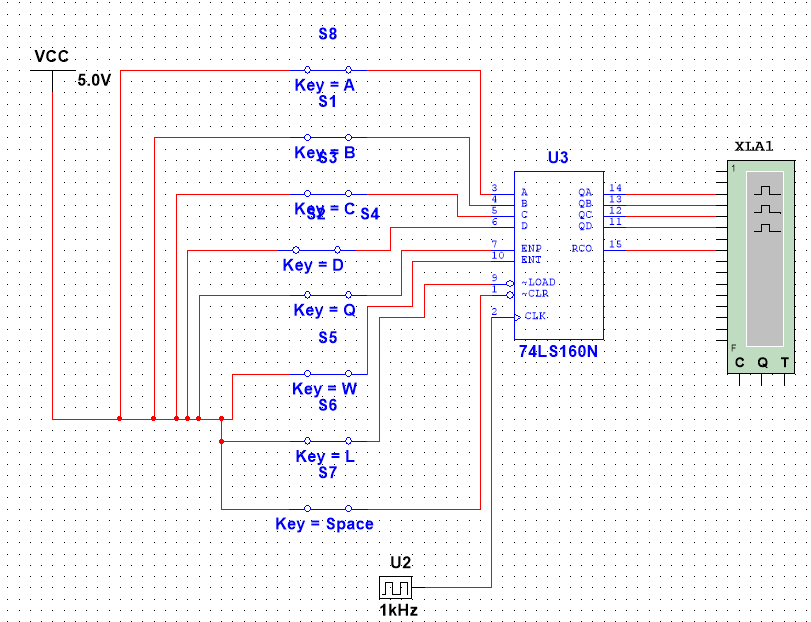 S8
VCC
5.0V
Key = A
S1
XLA1
Key = B
S3
U3
1
3 A QA 14
4 B QB 13
Key = C
S2 S4
5 C QC 12
6 D QD 11
7 ENP RCO 15
10 ENT
Key = D
9 ~LOAD
1 ~CLR
Key = Q
2 CLK
S5
74LS160N
F
C Q T
Key = W
S6
Key = L
S7
Key = Space
U2
1kHz